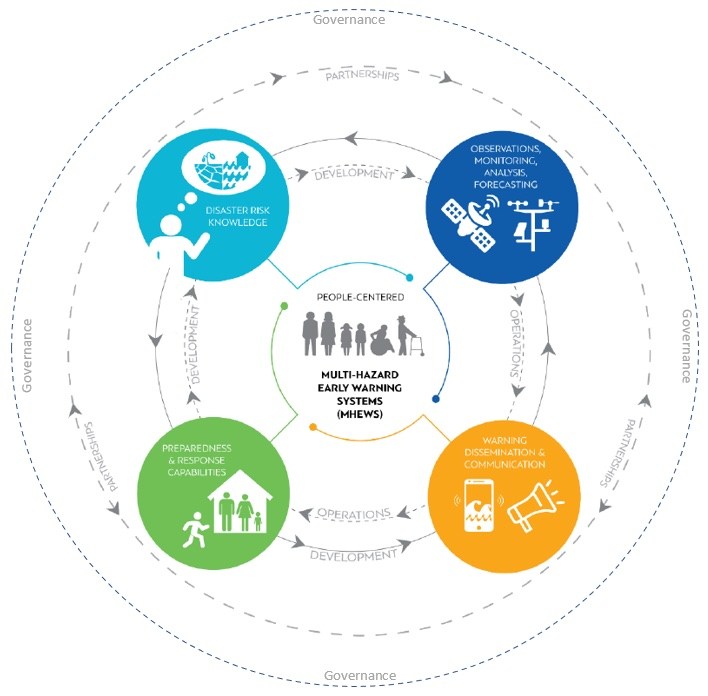 Governance
PARTNERSHIPS
OBSERVATIONS,
MONITORING,
ANALYSIS,
FORECASTING
DEVELOPMENT
DISASTER RISK
KNOWLEDGE
PEOPLE-CENTERED
Governance
DEVELOPMENT
OPERATIONS
Governance
MULTI-HAZARD
EARLY WARNING
SYSTEMS
(MHEWS)
PARTNERSHIPS
PREPAREDNESS
& RESPONSE
CAPABILITIES
WARNING
DISSEMINATION &
COMMUNICATION
PARTNERSHIPS
OPERATIONS
DEVELOPMENT
Governance